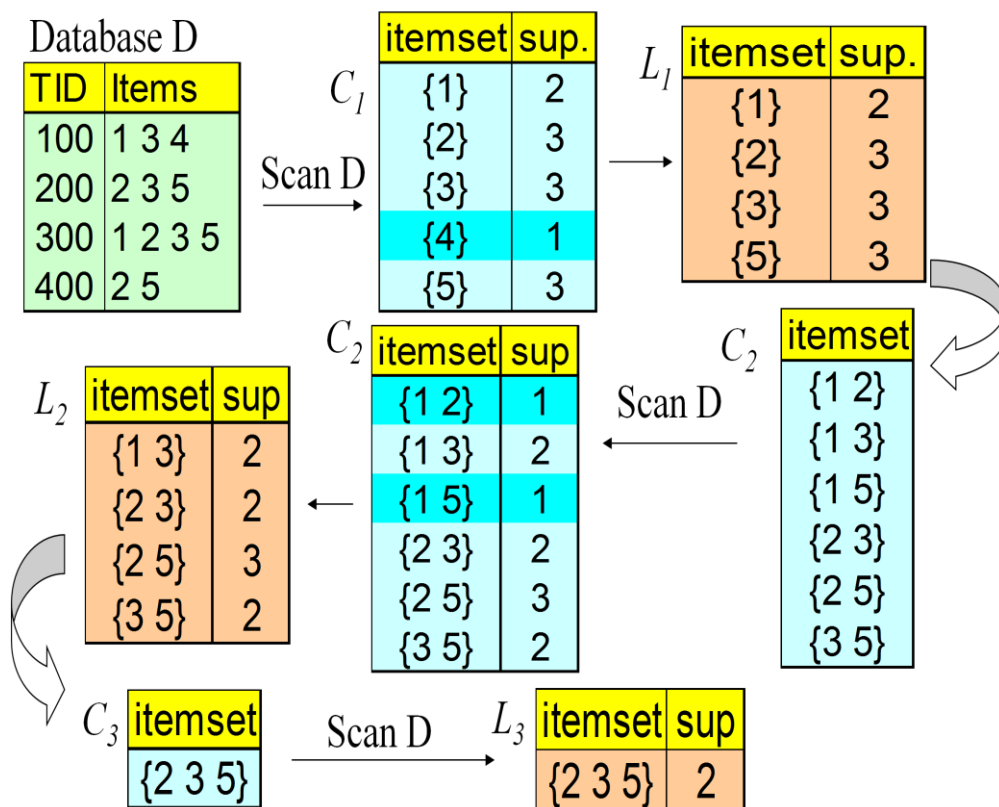 Database D
TID Items
100 1 3 4
200 2 3 5
300 1 2 3 5
400 2 5
Scan D
C1
itemset sup.
{1} 2
{2} 3
{3} 3
{4} 1
{5} 3
L1
itemset sup.
{1} 2
{2} 3
{3} 3
{5} 3
C2
itemset
{1 2}
{1 3}
{1 5}
{2 3}
{2 5}
{3 5}
Scan D
C2
itemset sup
{1 2} 1
{1 3} 2
{1 5} 1
{2 3} 2
{2 5} 3
{3 5} 2
L2
itemset sup
{1 3} 2
{2 3} 2
{2 5} 3
{3 5} 2
C3
itemset
{2 3 5}
Scan D
L3
itemset sup
{2 3 5} 2